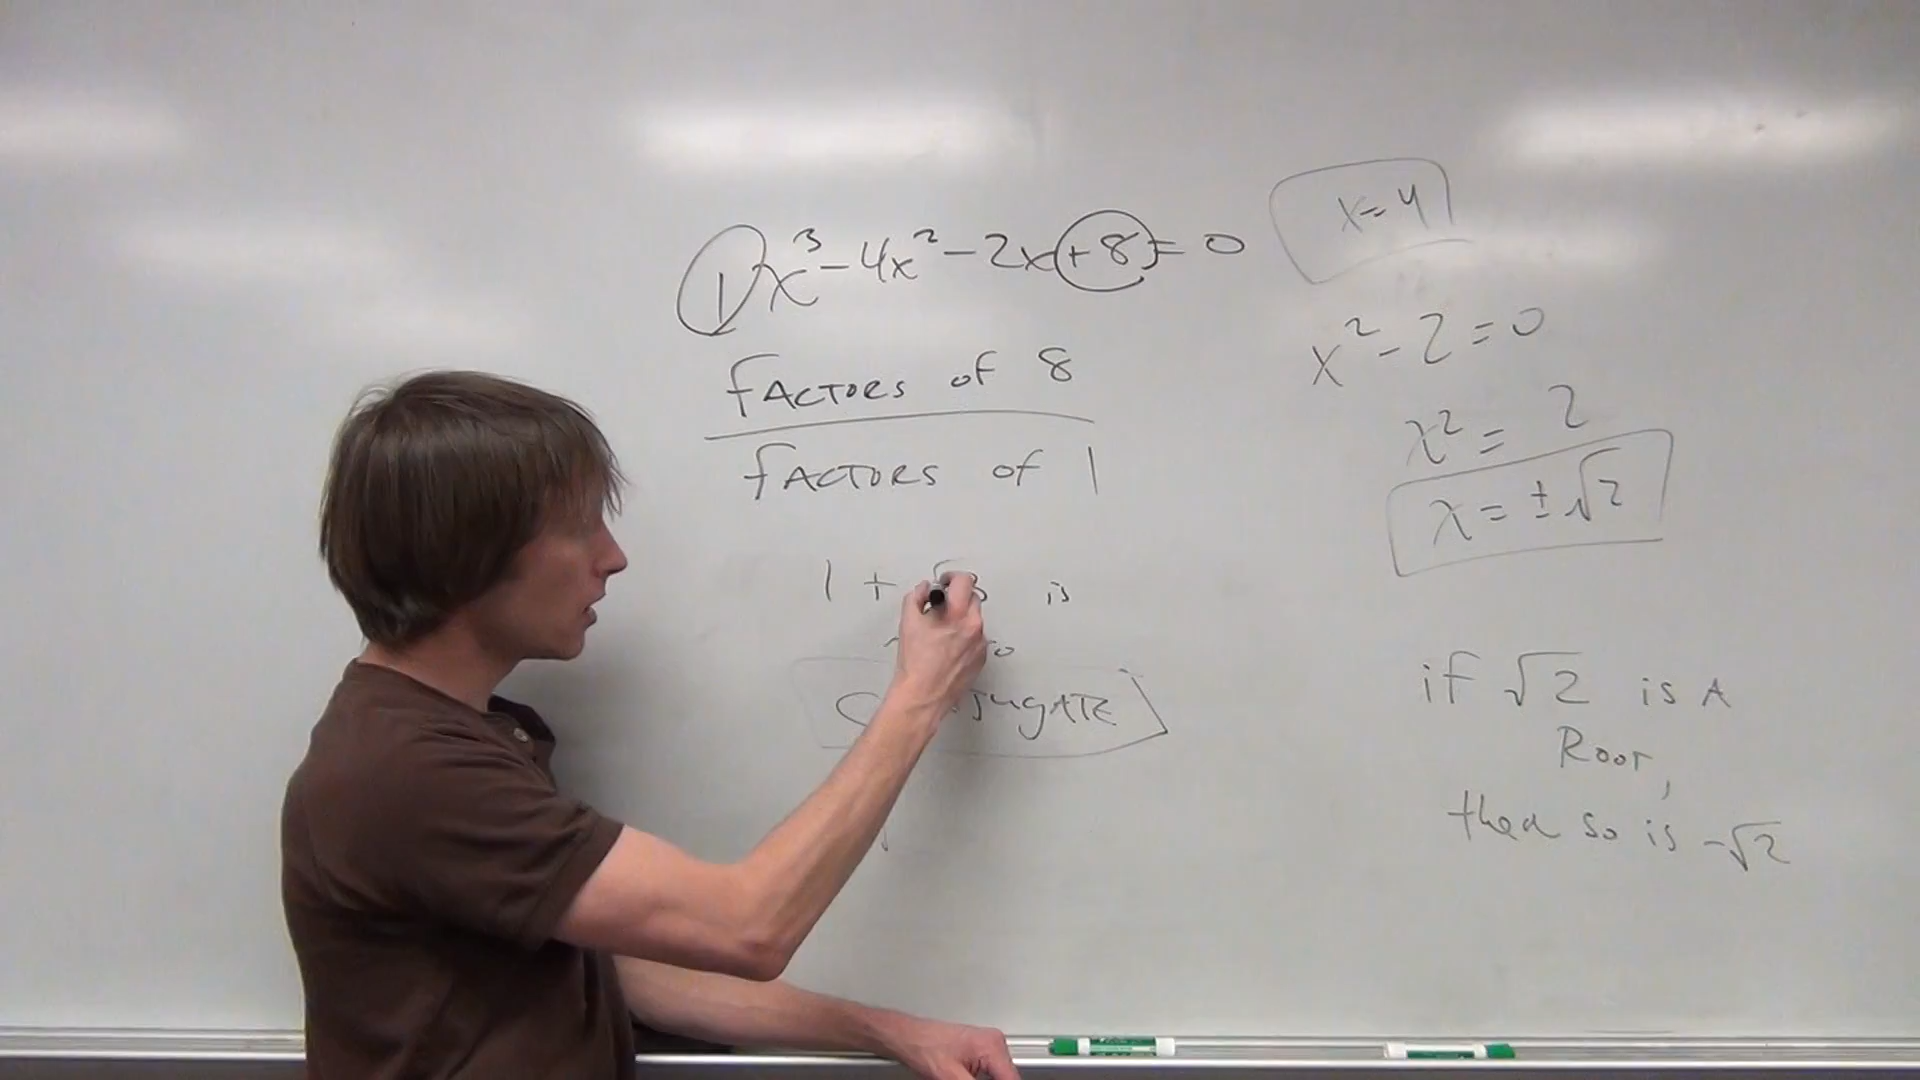 1x³ - 4x² - 2x + 8 = 0
FACTORS of 8
FACTORS of 1
1 + √3 is
CONJUGATE
x = 4
x² - 2 = 0
x² = 2
x = ±√2
if √2 is A
Root,
then so is -√2